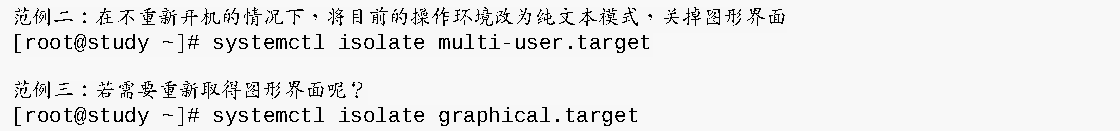 范例二：在不重新开机的情况下，将目前的操作环境改为纯文本模式，关掉图形界面
[root@study ~]# systemctl isolate multi-user.target
范例三：若需要重新取得图形界面呢？
[root@study ~]# systemctl isolate graphical.target